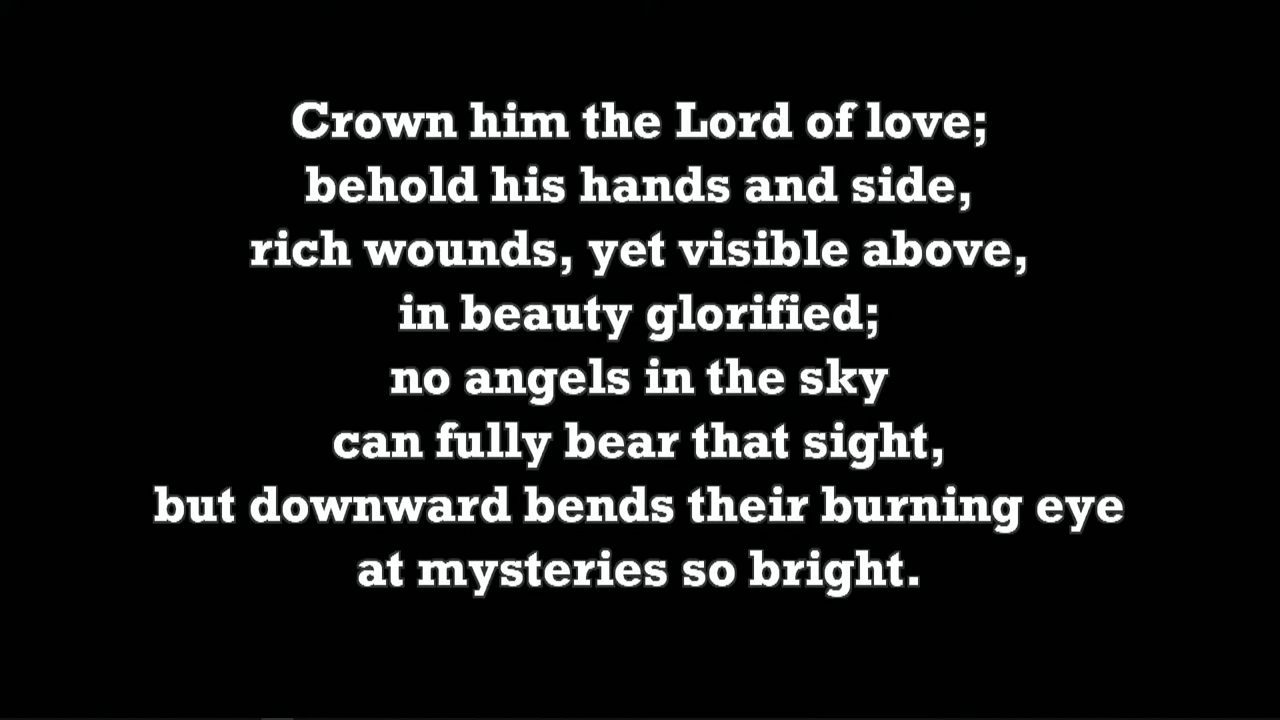 Crown him the Lord of love;
behold his hands and side,
rich wounds, yet visible above,
in beauty glorified;
no angels in the sky
can fully bear that sight,
but downward bends their burning eye
at mysteries so bright.